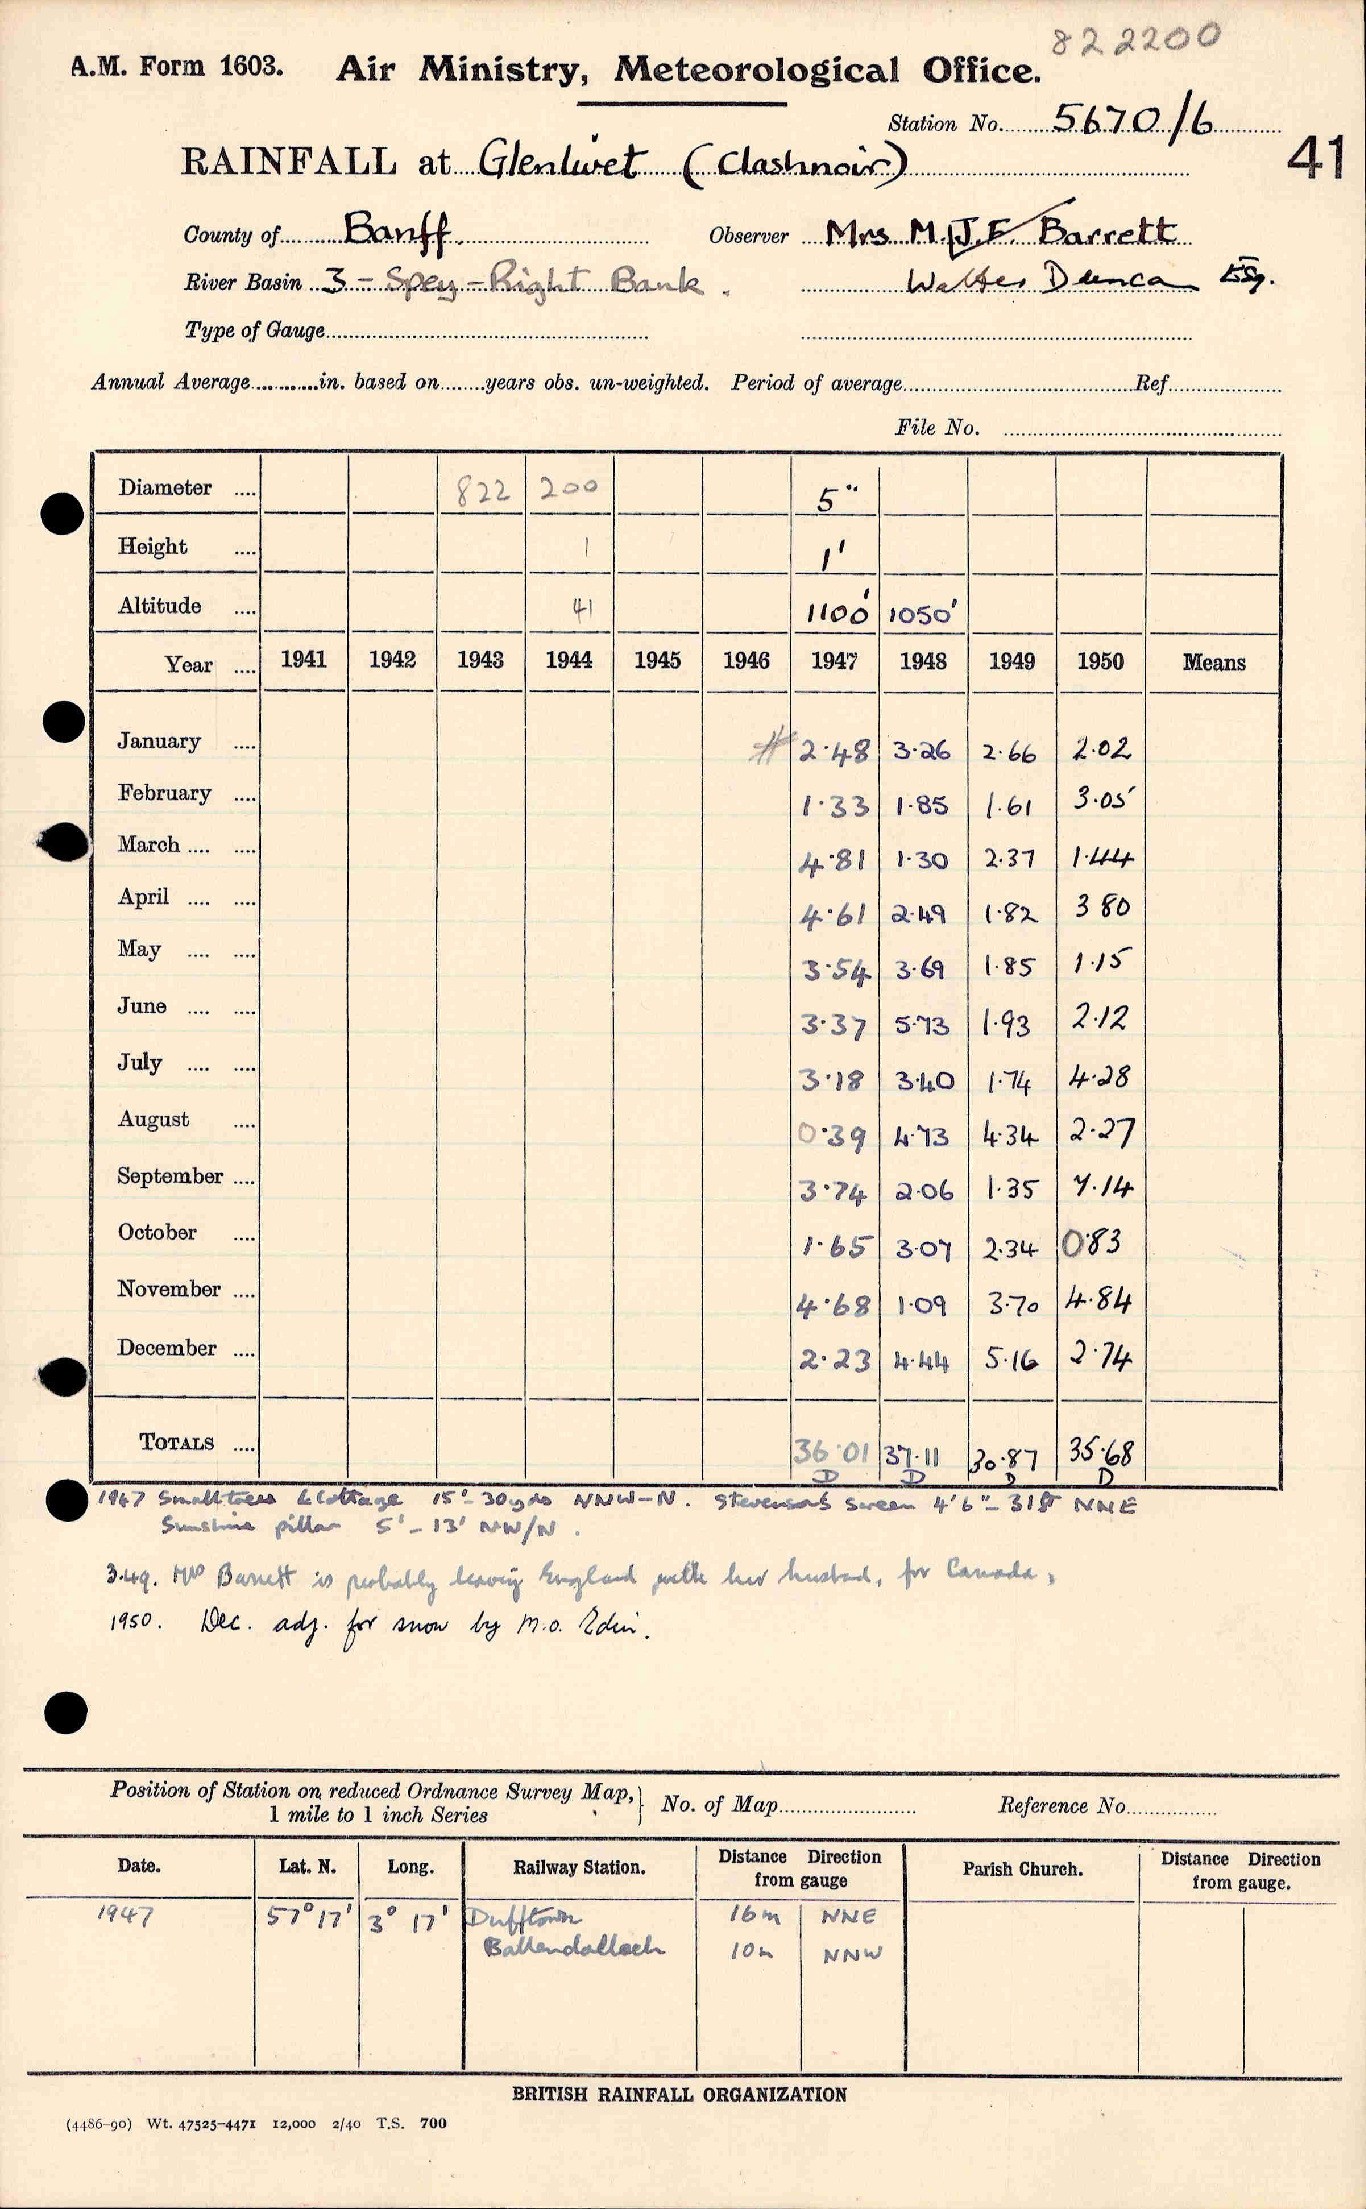 822200
A.M. Form 1603. Air Ministry, Meteorological Office.
Station No. 5670/6
41
RAINFALL at Glenlivet (Clashnoir)
County of Banff. Observer Mrs M.J.E. Barrett
River Basin 3 - Spey - Right Bank. Walter Duncan Esq.
Type of Gauge
Annual Average in. based on years obs. un-weighted. Period of average Ref
File No.
Diameter 822 200 5"
Height 1 1'
Altitude 41 1100' 1050'
Year 1941 1942 1943 1944 1945 1946 1947 1948 1949 1950 Means
January # 2.48 3.26 2.66 2.02
February 1.33 1.85 1.61 3.05
March 4.81 1.30 2.37 1.44
April 4.61 2.49 1.82 3 80
May 3.54 3.69 1.85 1.15
June 3.37 5.73 1.93 2.12
July 3.18 3.40 1.74 4.28
August 0.39 4.73 4.34 2.27
September 3.74 2.06 1.35 7.14
October 1.65 3.07 2.34 0.83
November 4.68 1.09 3.70 4.84
December 2.23 4.44 5.16 2.74
TOTALS 36.01 37.11 30.87 35.68
D D D D
1947 Small trees & Cottage 15'-30yds NNW-N. Stevenson's screen 4'6"- 31ft NNE
Sunshine pillar 5'-13' NW/N.
3.49. Mrs Barrett is probably leaving England with her husband, for Canada.
1950. Dec. adj. for snow by M.O. Edin.
Position of Station on reduced Ordnance Survey Map, No. of Map Reference No.
1 mile to 1 inch Series
Date. Lat. N. Long. Railway Station. Distance Direction from gauge Parish Church. Distance Direction from gauge.
1947 57° 17' 3° 17' Dufftown 16m NNE
Ballindalloch 10m NNW
BRITISH RAINFALL ORGANIZATION
(4486-90) Wt. 47525-4471 12,000 2/40 T.S. 700